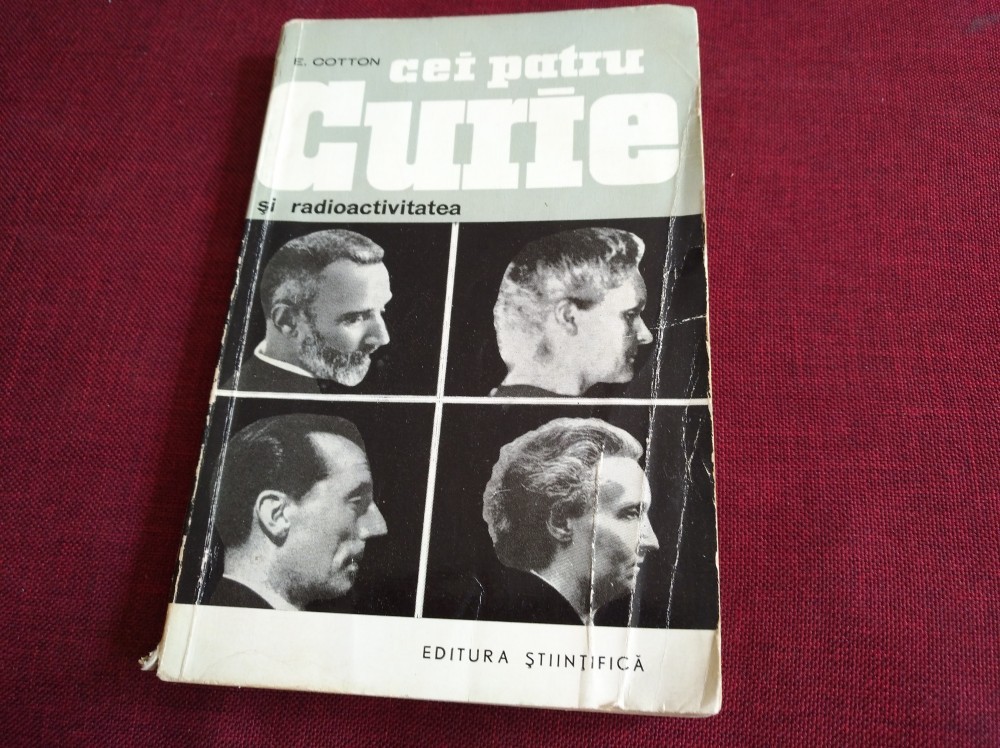 E. COTTON
cei patru
Curie
și radioactivitatea
EDITURA ȘTIINȚIFICĂ